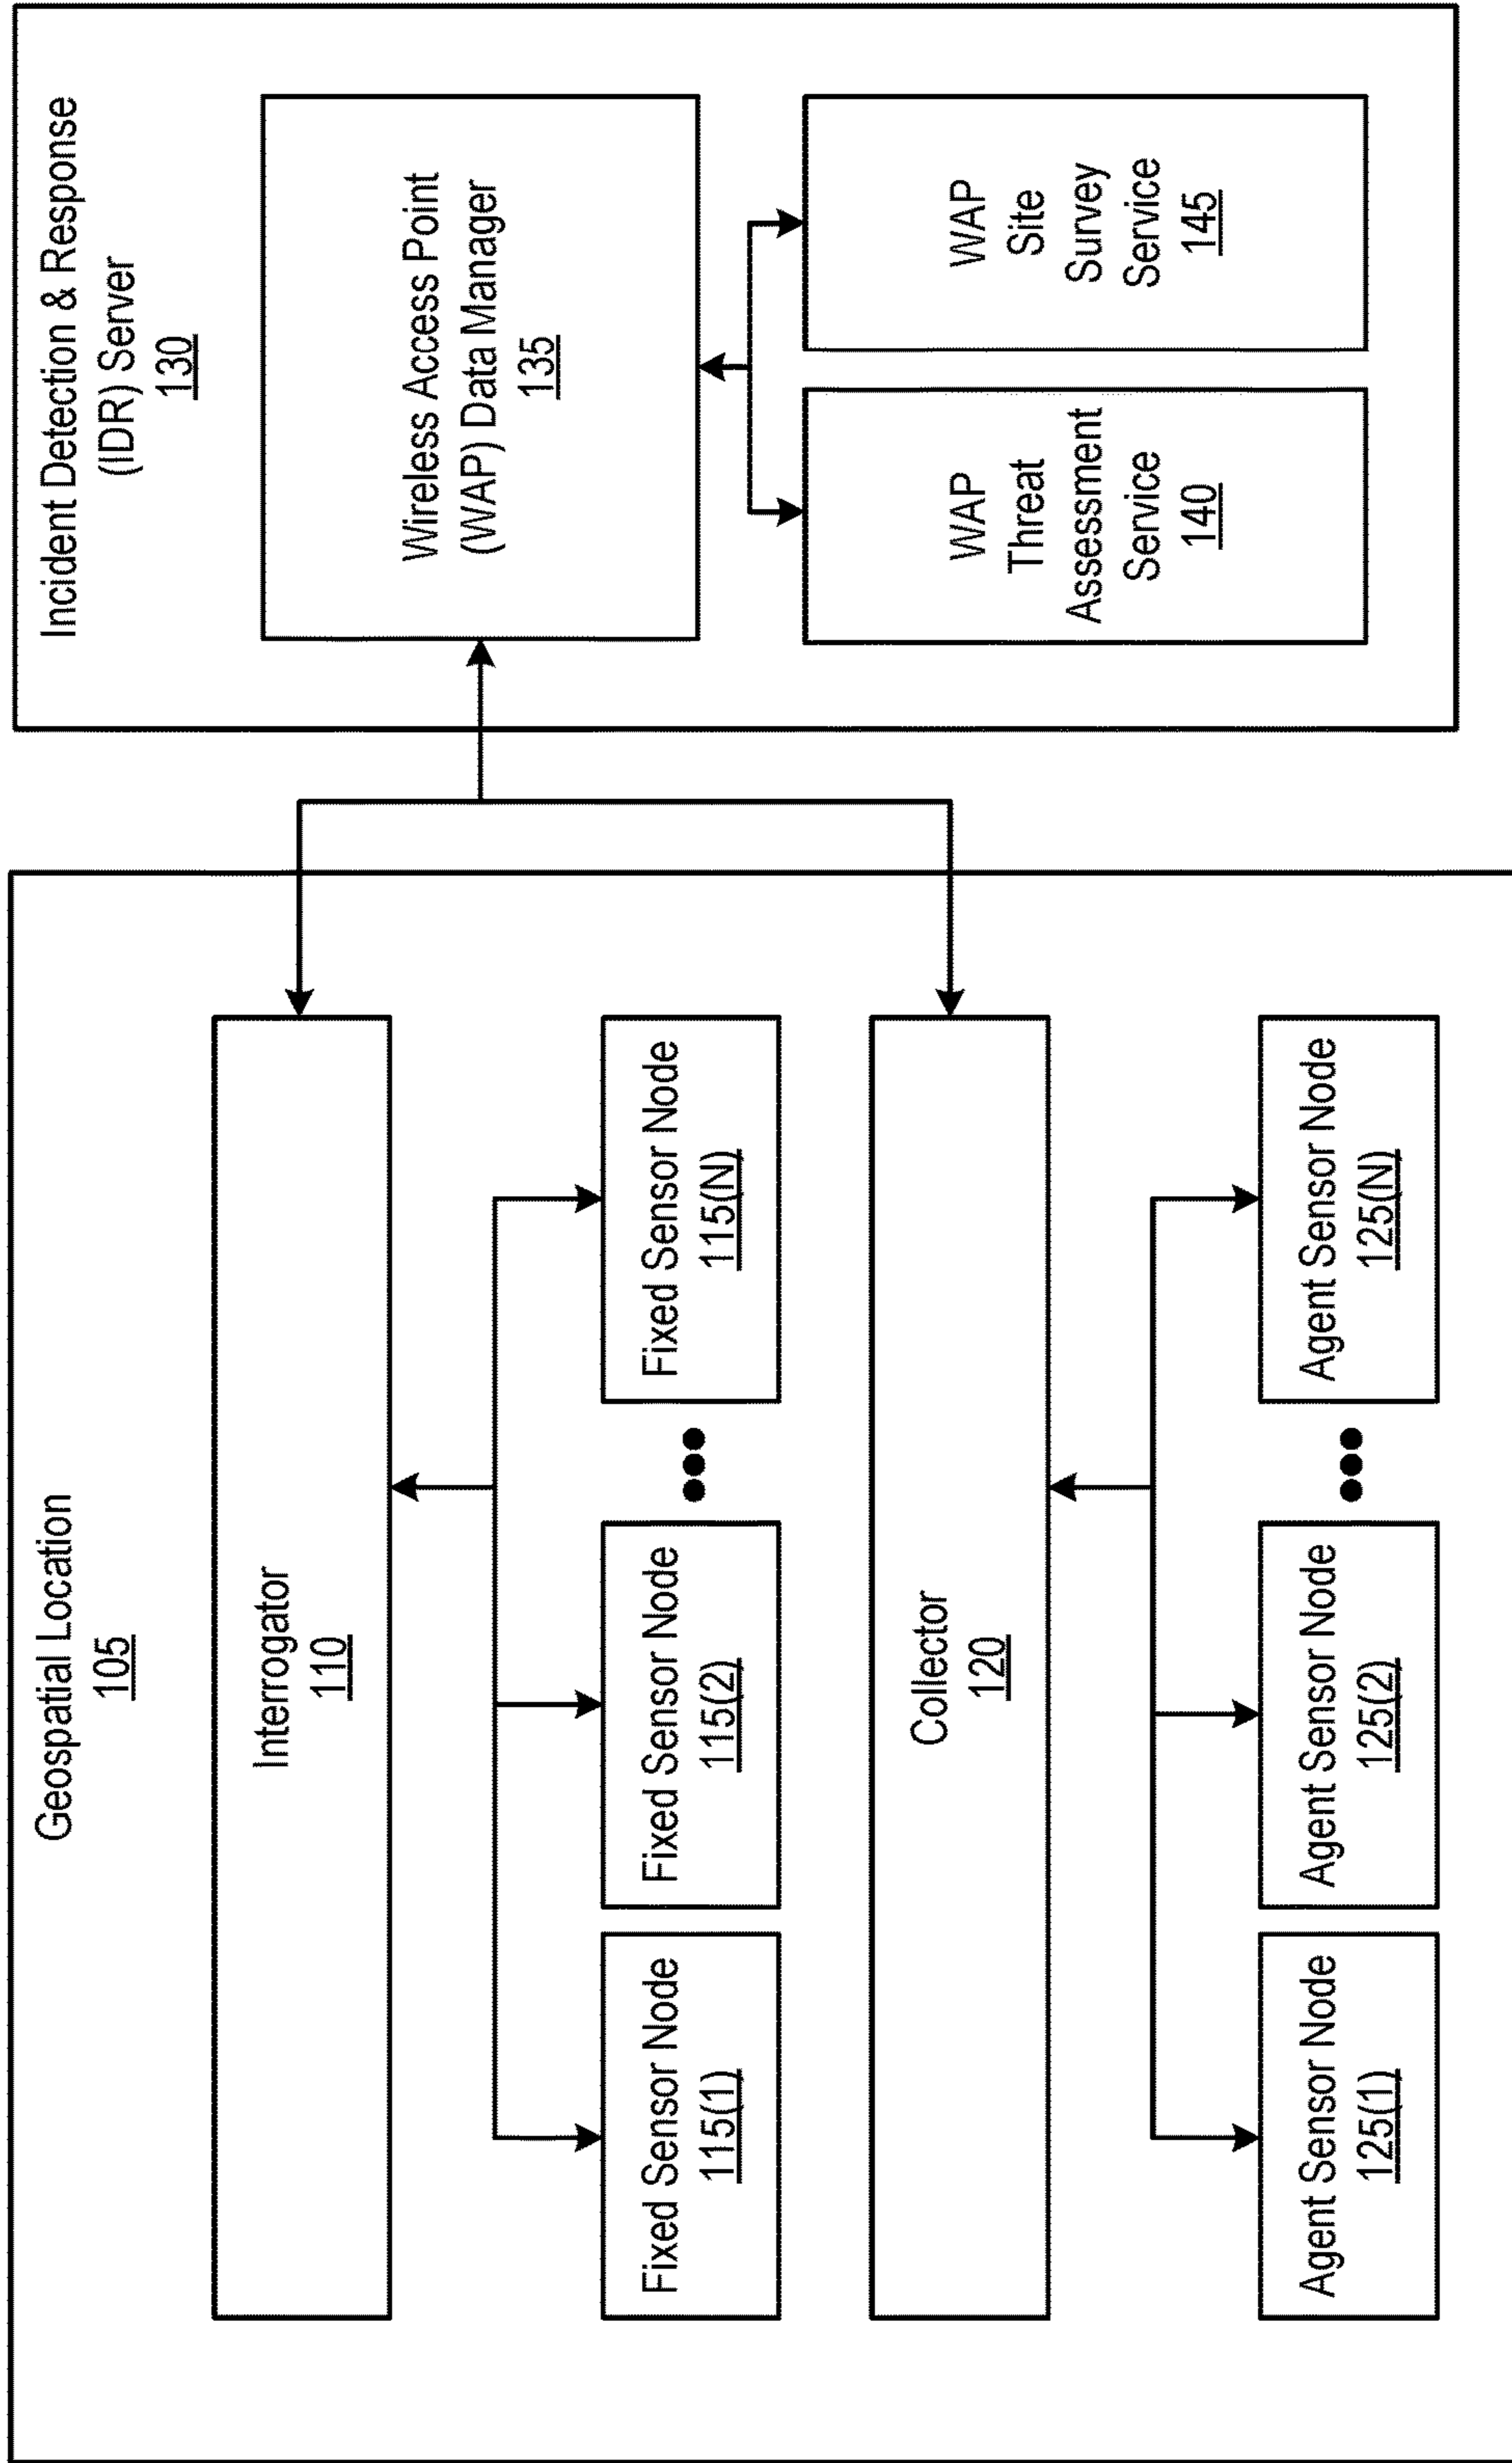 Geospatial Location
105
Interrogator
110
Fixed Sensor Node
115(1)
Fixed Sensor Node
115(2)
Fixed Sensor Node
115(N)
Collector
120
Agent Sensor Node
125(1)
Agent Sensor Node
125(2)
Agent Sensor Node
125(N)
Incident Detection & Response
(IDR) Server
130
Wireless Access Point
(WAP) Data Manager
135
WAP
Threat
Assessment
Service
140
WAP
Site
Survey
Service
145